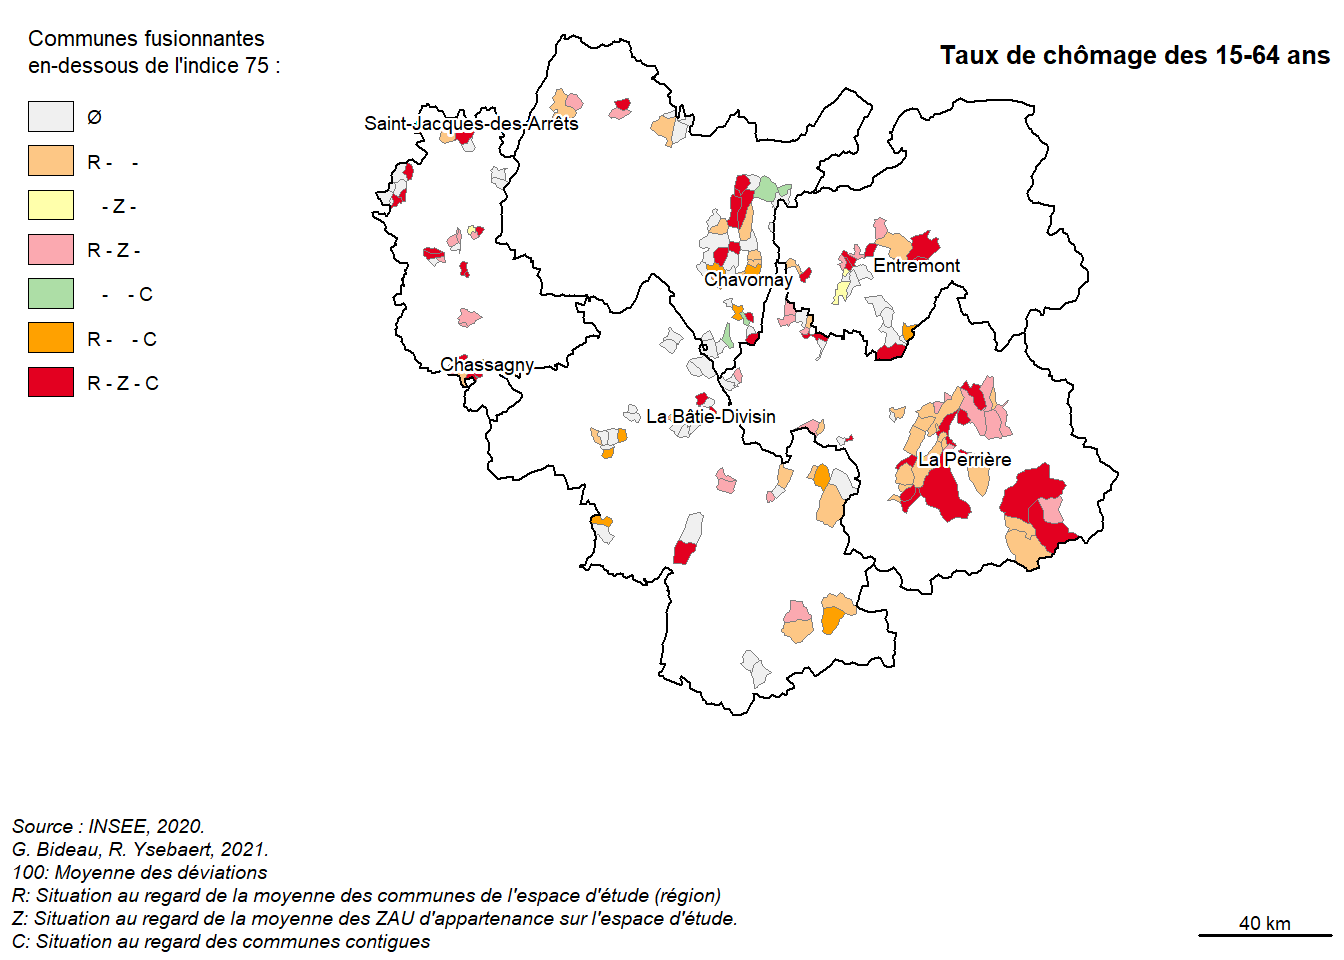 Communes fusionnantes
en-dessous de l'indice 75 :
Taux de chômage des 15-64 ans
Ø
R - -
- Z -
R - Z -
- - C
R - - C
R - Z - C
Saint-Jacques-des-Arrêts
Entremont
Chavornay
Chassagny
La Bâtie-Divisin
La Perrière
Source : INSEE, 2020.
G. Bideau, R. Ysebaert, 2021.
100: Moyenne des déviations
R: Situation au regard de la moyenne des communes de l'espace d'étude (région)
Z: Situation au regard de la moyenne des ZAU d'appartenance sur l'espace d'étude.
C: Situation au regard des communes contigues
40 km